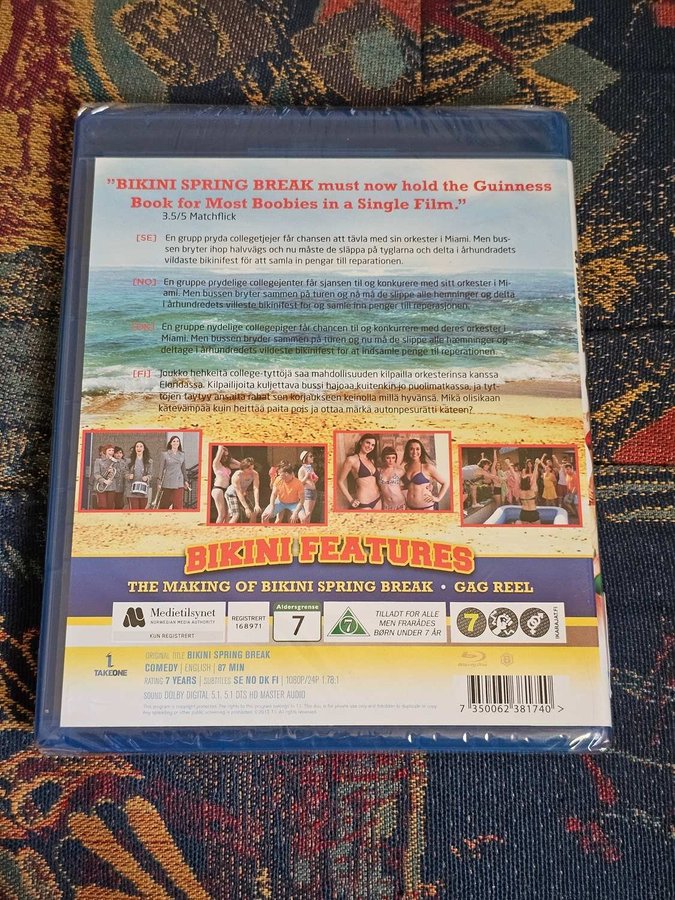 ”BIKINI SPRING BREAK must now hold the Guinness
Book for Most Boobies in a Single Film.”
3.5/5 Matchflick
[SE] En grupp pryda collegetjejer får chansen att tävla med sin orkester i Miami. Men bus-
sen bryter ihop halvvägs och nu måste de släppa på tyglarna och delta i århundradets
vildaste bikinifest för att samla in pengar till reparationen.
[NO] En gruppe prydelige collegejenter får sjansen til og konkurere med sitt orkester i Mi-
ami. Men bussen bryter sammen på turen og nå må de slippe alle hemninger og delta
i århundredets villeste bikinifest for og samle inn penger til reperasjonen.
[DK] En gruppe nydelige collegepiger får chancen til og konkurrere med deres orkester i
Miami. Men bussen bryder sammen på turen og nu må de slippe alle hæmninger og
deltage i århundredets vildeste bikinifest for at indsamle penge til reperationen.
[FI] Joukko hehkeitä college-tyttöjä saa mahdollisuuden kilpailla orkesterinsa kanssa
Floridassa. Kilpailijoita kuljettava bussi hajoaa kuitenkin jo puolimatkassa, ja tyt-
töjen täytyy ansaita rahat sen korjaukseen keinolla millä hyvänsä. Mikä olisikaan
kätevämpää kuin heittää paita pois ja ottaa märkä autonpesurätti käteen?
BIKINI FEATURES
THE MAKING OF BIKINI SPRING BREAK • GAG REEL
Medietilsynet
NORWEGIAN MEDIA AUTHORITY
KUN REGISTRERT
REGISTRERT
168971
Aldersgrense
7
7
TILLADT FOR ALLE
MEN FRARÅDES
BØRN UNDER 7 ÅR
7
IKARAJAT.FI
TAKEONE
ORIGINAL TITLE BIKINI SPRING BREAK
COMEDY | ENGLISH | 87 MIN
RATING 7 YEARS | SUBTITLES SE NO DK FI | 1080P/24P 1.78:1
SOUND DOLBY DIGITAL 5.1, 5.1 DTS HD MASTER AUDIO
B
7 350062 381740 >